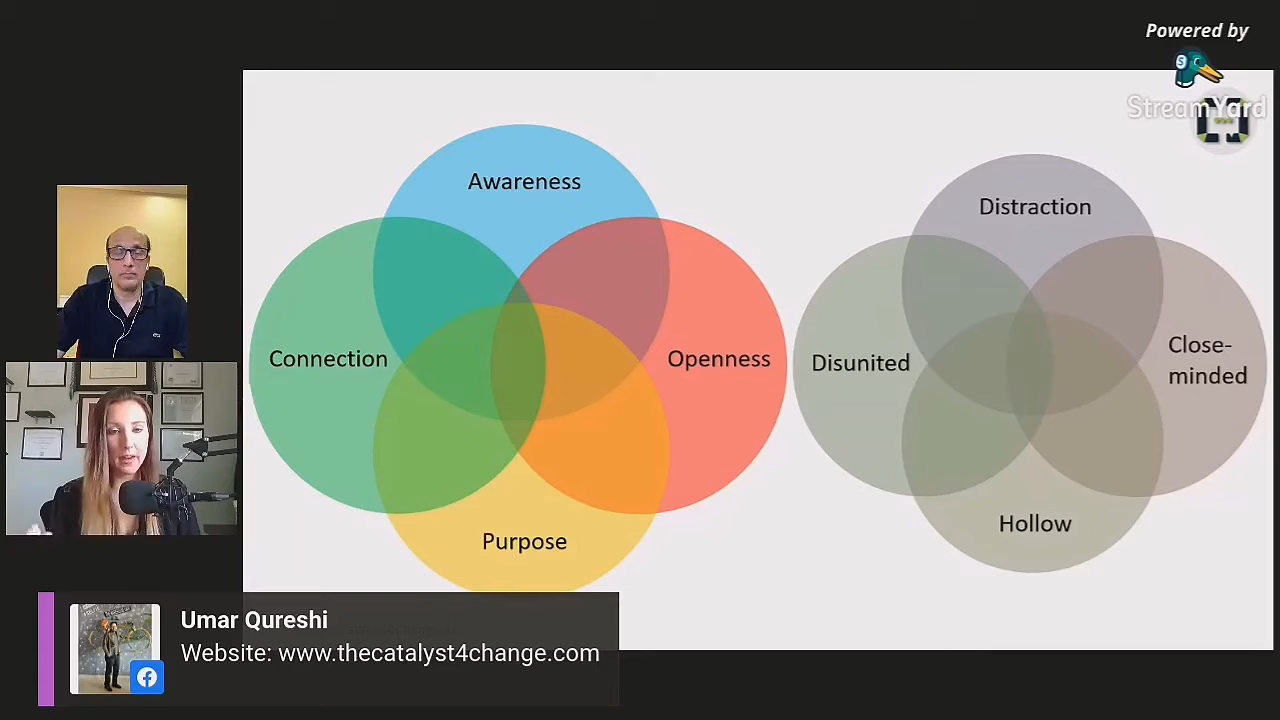 Powered by
StreamYard
Awareness
Connection
Openness
Purpose
Distraction
Disunited
Close-
minded
Hollow
Umar Qureshi
Website: www.thecatalyst4change.com